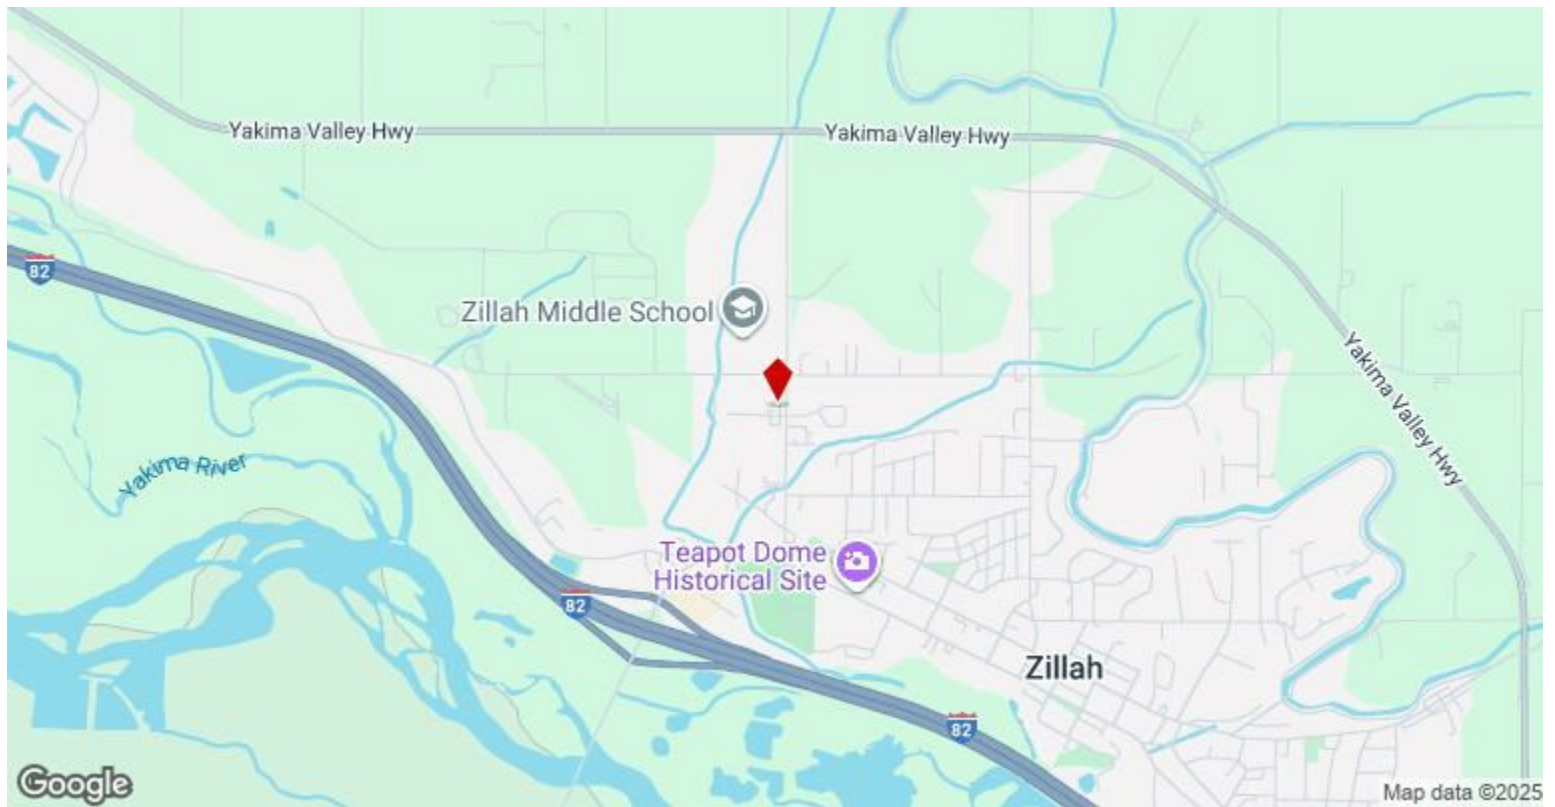 Yakima Valley Hwy
Yakima Valley Hwy
82
Zillah Middle School
Yakima Valley Hwy
Yakima River
Teapot Dome
Historical Site
82
Zillah
82
Google
Map data ©2025